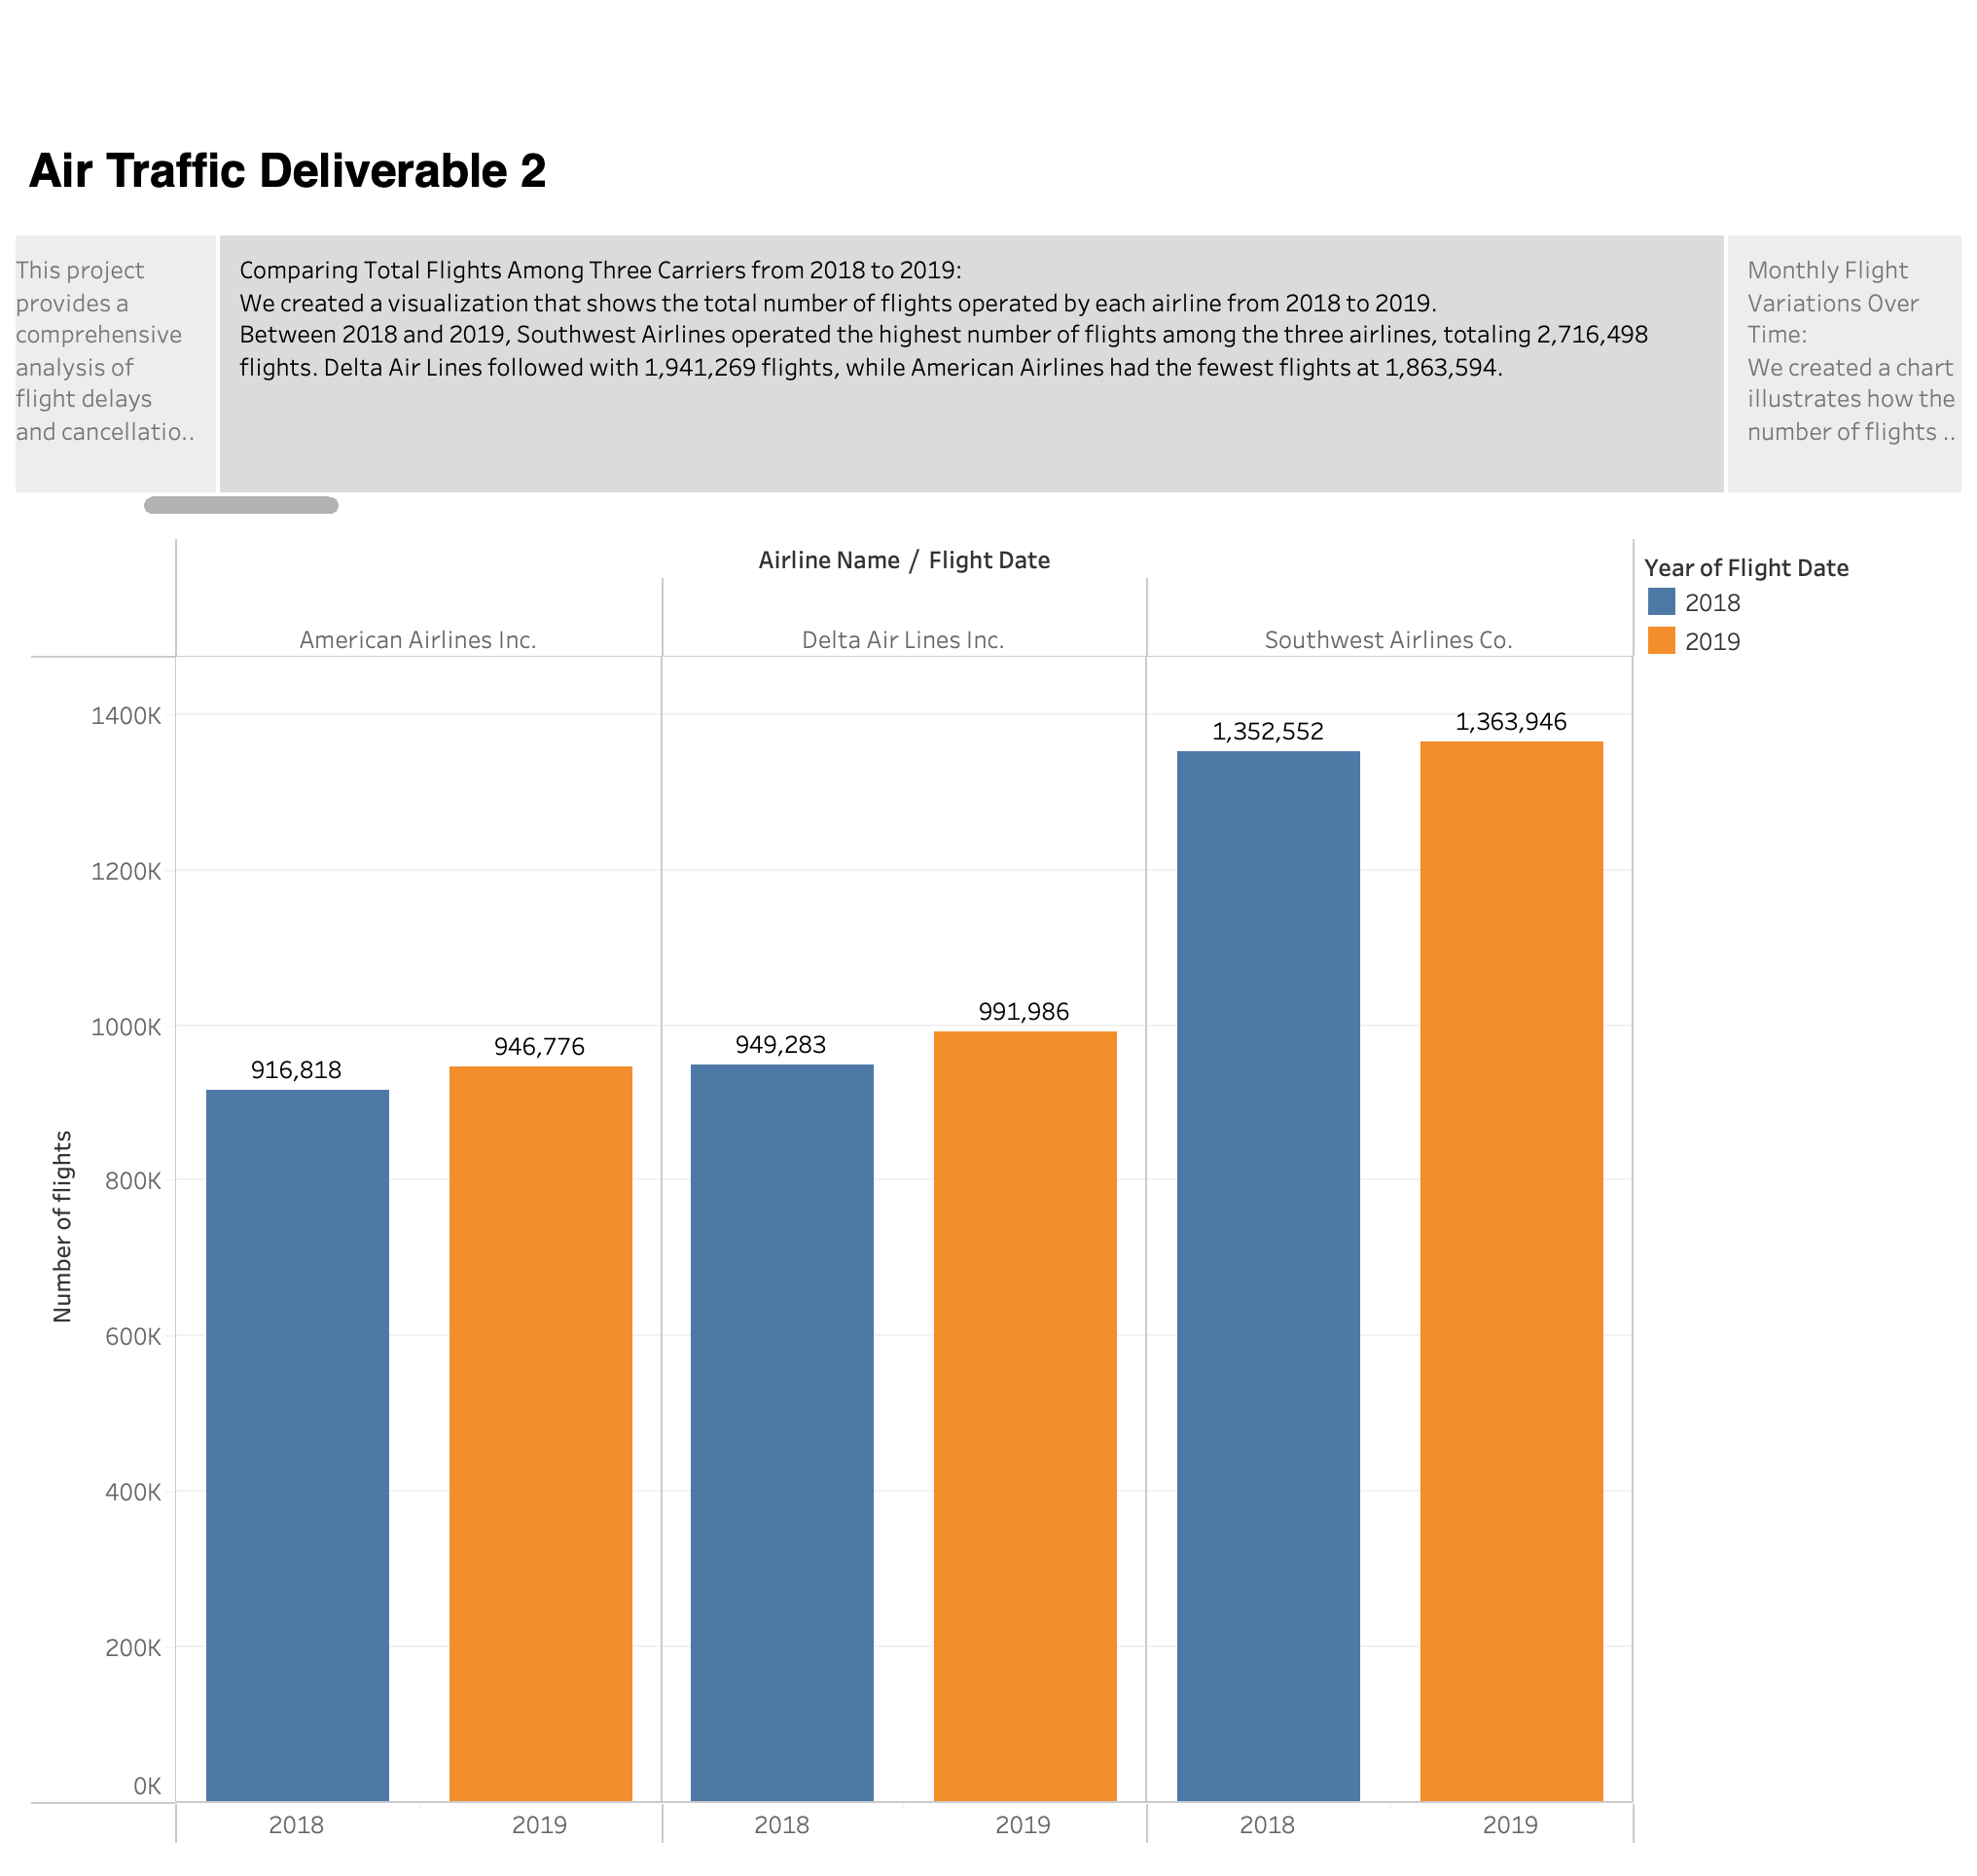 Air Traffic Deliverable 2
This project
provides a
comprehensive
analysis of
flight delays
and cancellatio..
Comparing Total Flights Among Three Carriers from 2018 to 2019:
We created a visualization that shows the total number of flights operated by each airline from 2018 to 2019.
Between 2018 and 2019, Southwest Airlines operated the highest number of flights among the three airlines, totaling 2,716,498
flights. Delta Air Lines followed with 1,941,269 flights, while American Airlines had the fewest flights at 1,863,594.
Monthly Flight
Variations Over
Time:
We created a chart
illustrates how the
number of flights ..
Airline Name / Flight Date
American Airlines Inc.
Delta Air Lines Inc.
Southwest Airlines Co.
Year of Flight Date
2018
2019
Number of flights
1400K
1200K
1000K
800K
600K
400K
200K
0K
916,818
946,776
949,283
991,986
1,352,552
1,363,946
2018
2019
2018
2019
2018
2019